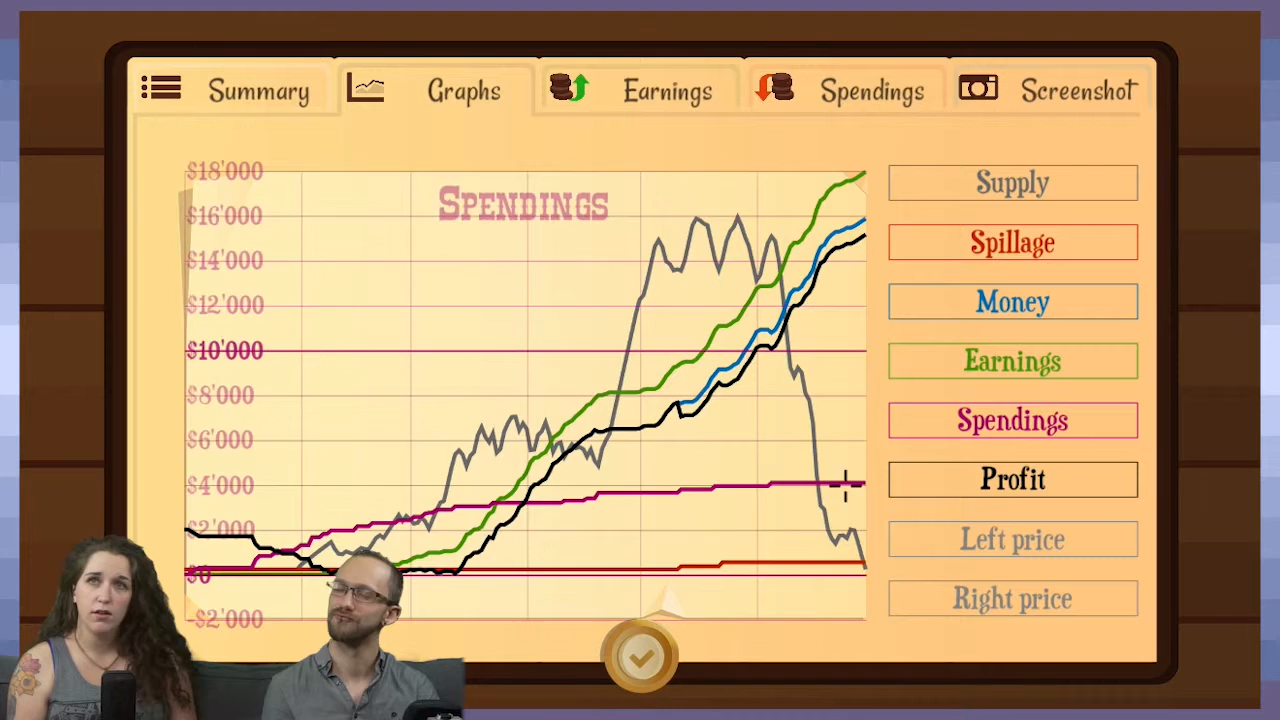 Summary
Graphs
Earnings
Spendings
Screenshot
SPENDINGS
$18'000
$16'000
$14'000
$12'000
$10'000
$8'000
$6'000
$4'000
$2'000
$0
-$2'000
Supply
Spillage
Money
Earnings
Spendings
Profit
Left price
Right price